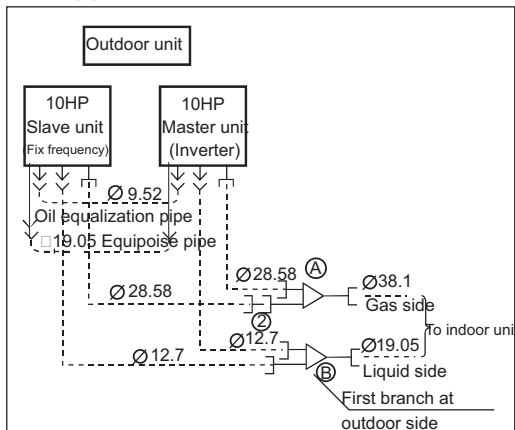 Outdoor unit
10HP
Slave unit
(Fix frequency)
10HP
Master unit
(Inverter)
Ø 9.52
Oil equalization pipe
□19.05 Equipoise pipe
Ø28.58
A
Ø38.1
Ø28.58
Gas side
2
To indoor unit
Ø12.7
Ø19.05
Ø12.7
B
Liquid side
First branch at
outdoor side